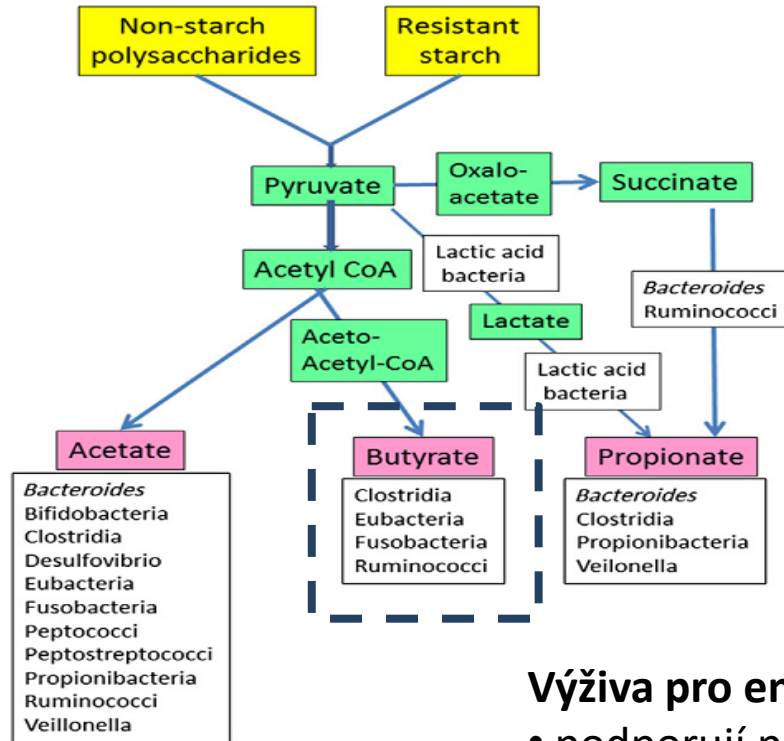 Non-starch
polysaccharides
Resistant
starch
Pyruvate
Oxalo-
acetate
Succinate
Acetyl CoA
Lactic acid
bacteria
Bacteroides
Ruminococci
Lactate
Aceto-
Acetyl-CoA
Lactic acid
bacteria
Acetate
Bacteroides
Bifidobacteria
Clostridia
Desulfovibrio
Eubacteria
Fusobacteria
Peptococci
Peptostreptococci
Propionibacteria
Ruminococci
Veillonella
Butyrate
Clostridia
Eubacteria
Fusobacteria
Ruminococci
Propionate
Bacteroides
Clostridia
Propionibacteria
Veilonella
Výživa pro